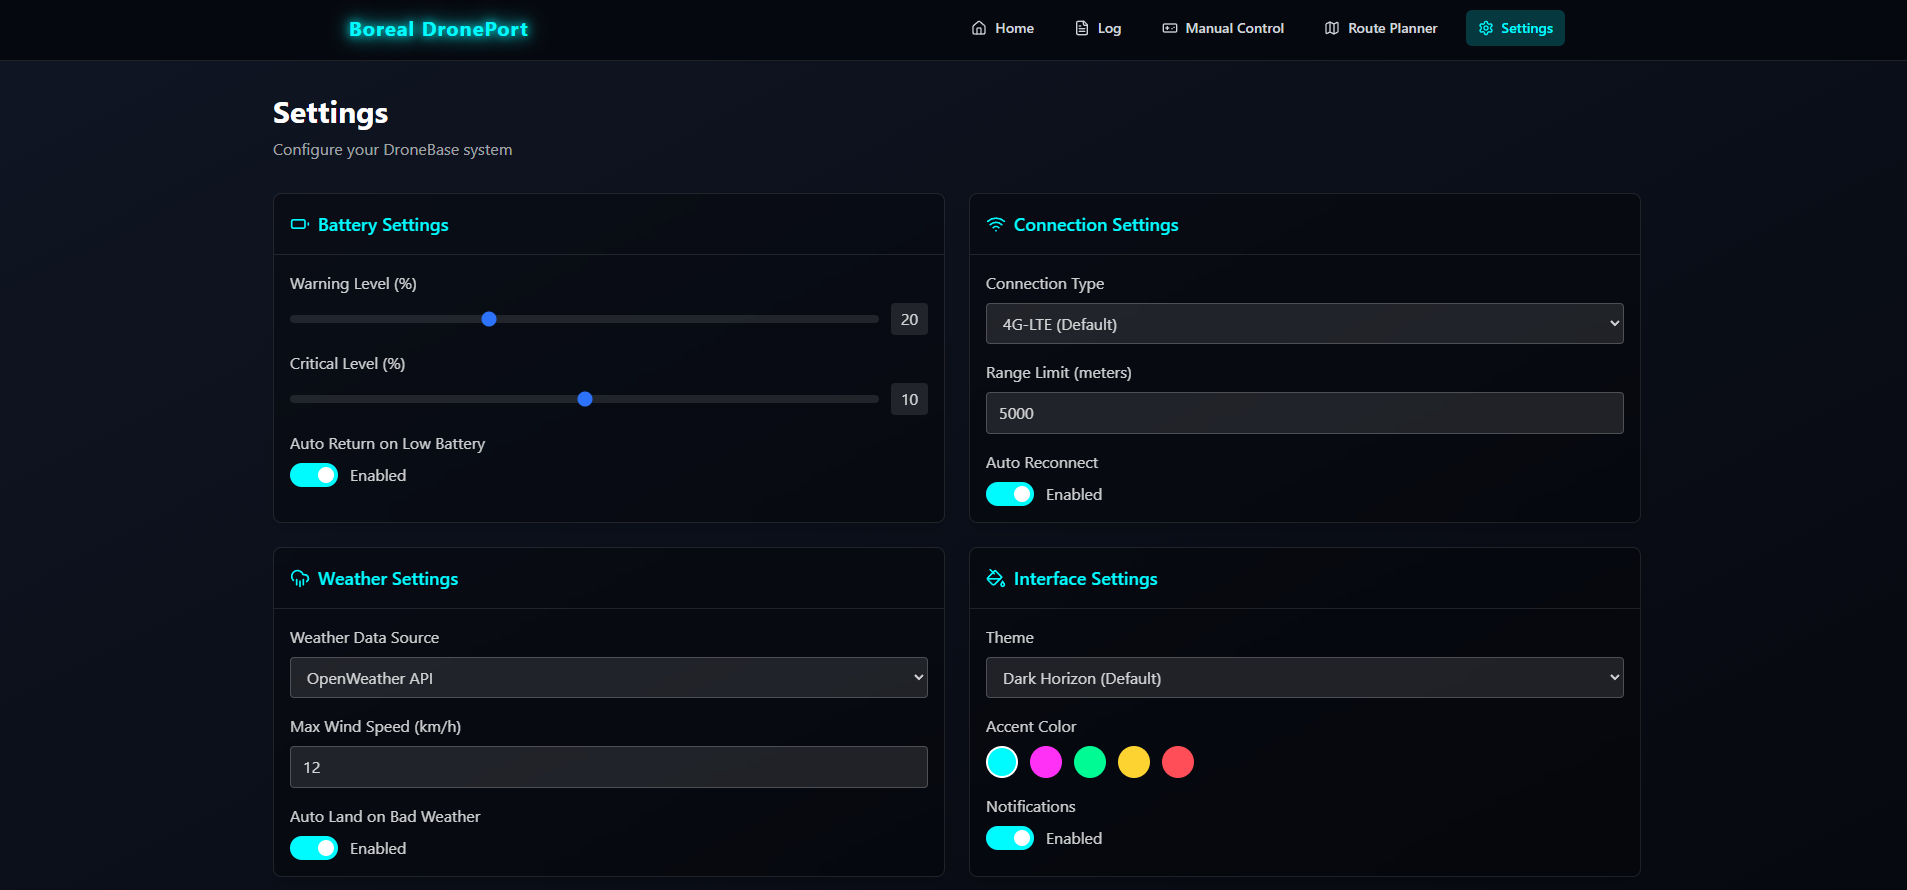 Boreal DronePort
Home
Log
Manual Control
Route Planner
Settings
Settings
Configure your DroneBase system
Battery Settings
Warning Level (%)
20
Critical Level (%)
10
Auto Return on Low Battery
Enabled
Connection Settings
Connection Type
4G-LTE (Default)
Range Limit (meters)
5000
Auto Reconnect
Enabled
Weather Settings
Weather Data Source
OpenWeather API
Max Wind Speed (km/h)
12
Auto Land on Bad Weather
Enabled
Interface Settings
Theme
Dark Horizon (Default)
Accent Color
Notifications
Enabled